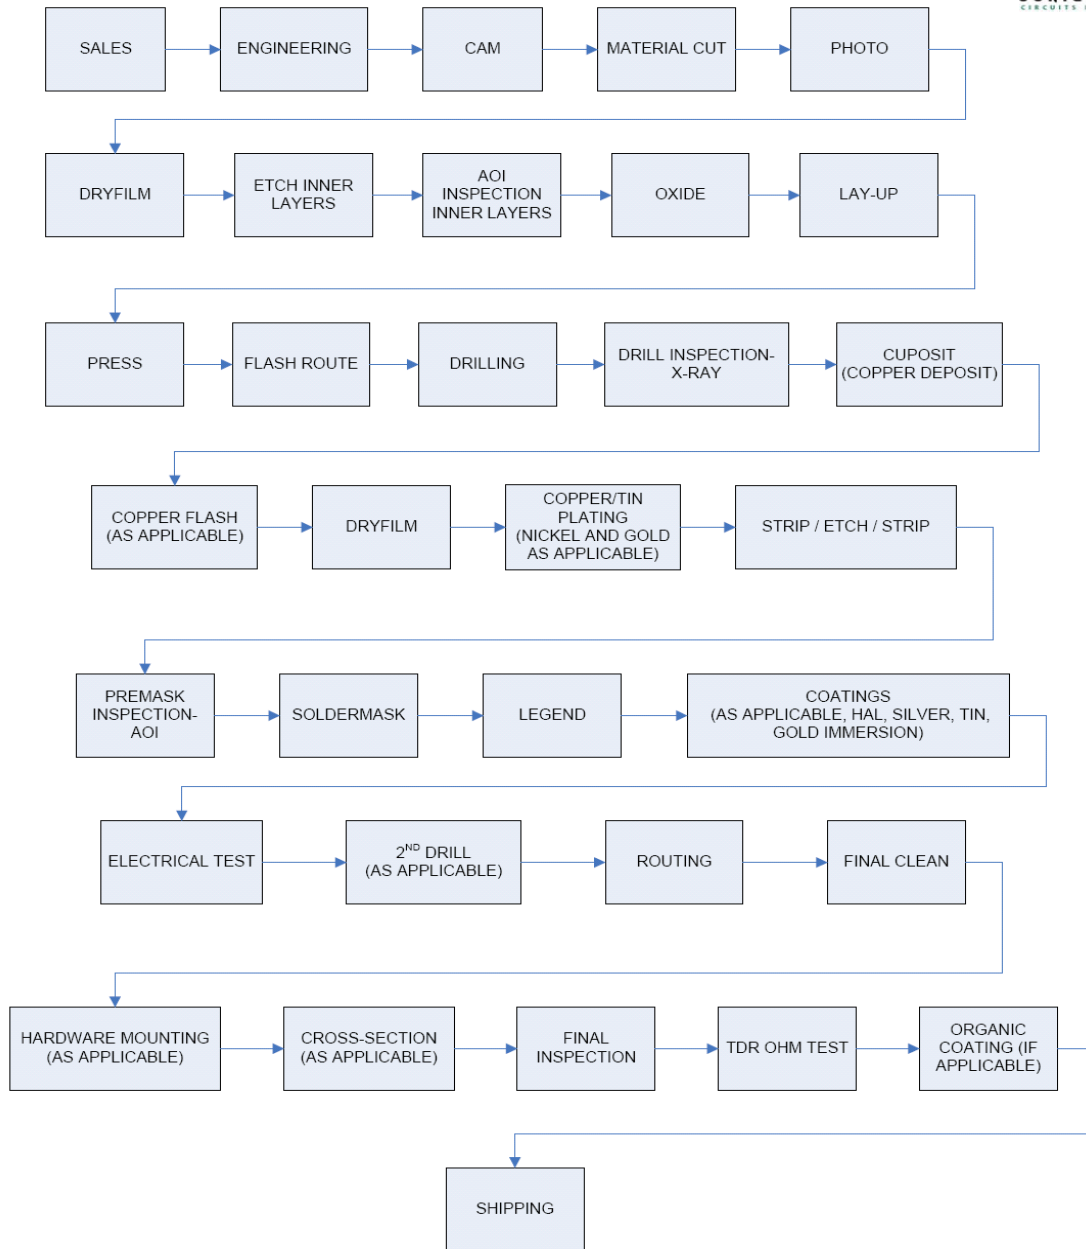 CIRCUITS
SALES
ENGINEERING
CAM
MATERIAL CUT
PHOTO
DRYFILM
ETCH INNER
LAYERS
AOI
INSPECTION
INNER LAYERS
OXIDE
LAY-UP
PRESS
FLASH ROUTE
DRILLING
DRILL INSPECTION-
X-RAY
CUPOSIT
(COPPER DEPOSIT)
COPPER FLASH
(AS APPLICABLE)
DRYFILM
COPPER/TIN
PLATING
(NICKEL AND GOLD
AS APPLICABLE)
STRIP / ETCH / STRIP
PREMASK
INSPECTION-
AOI
SOLDERMASK
LEGEND
COATINGS
(AS APPLICABLE, HAL, SILVER, TIN,
GOLD IMMERSION)
ELECTRICAL TEST
2ND DRILL
(AS APPLICABLE)
ROUTING
FINAL CLEAN
HARDWARE MOUNTING
(AS APPLICABLE)
CROSS-SECTION
(AS APPLICABLE)
FINAL
INSPECTION
TDR OHM TEST
ORGANIC
COATING (IF
APPLICABLE)
SHIPPING